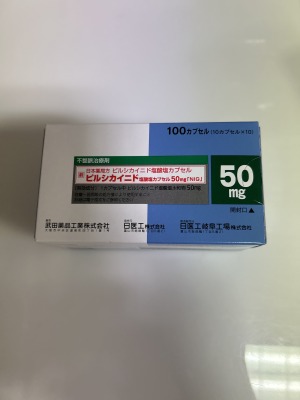 100カプセル(10カプセル×10)
不整脈治療剤
日本薬局方 ピルシカイニド塩酸塩カプセル
ピルシカイニド塩酸塩カプセル50mg「NIG」
50
mg
開封口▲
武田薬品工業株式会社
日医工株式会社
日医工岐阜工場株式会社